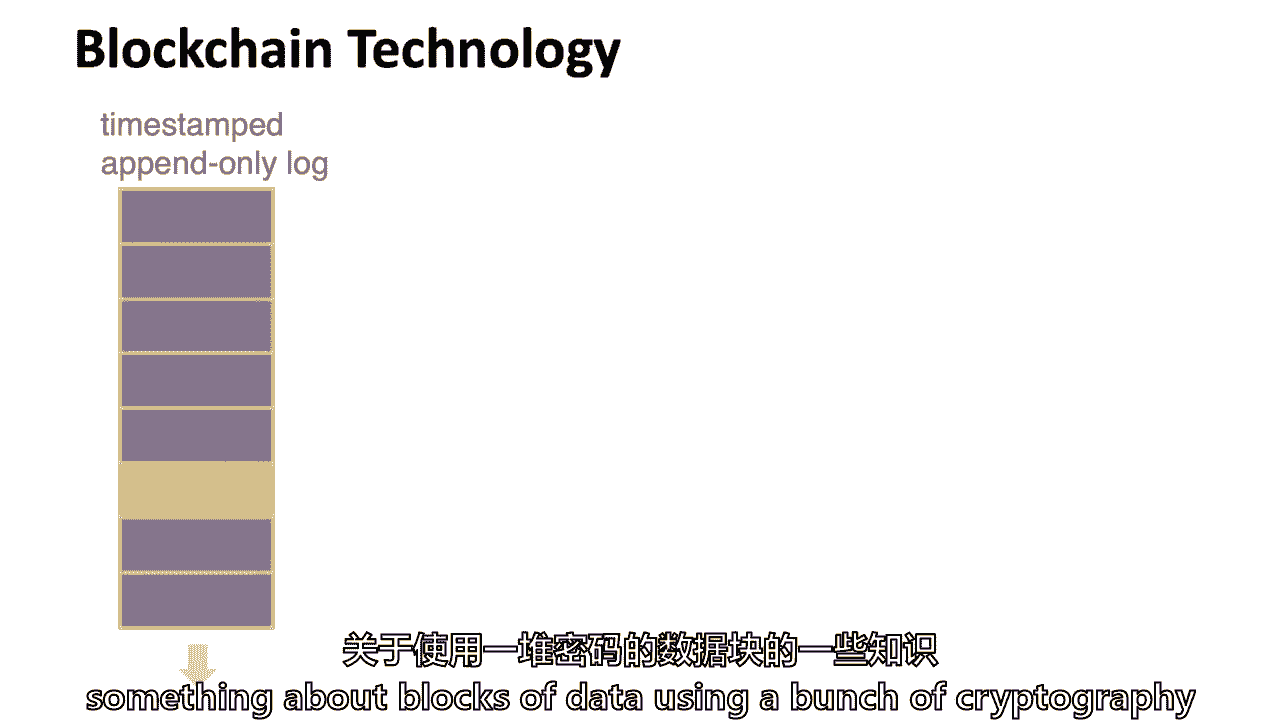 Blockchain Technology
timestamped
append-only log
关于使用一堆密码的数据块的一些知识
something about blocks of data using a bunch of cryptography